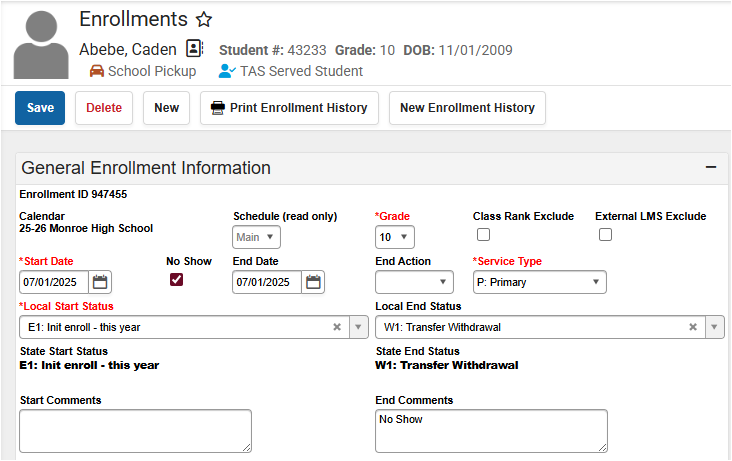 Enrollments
Abebe, Caden Student #: 43233 Grade: 10 DOB: 11/01/2009
School Pickup TAS Served Student
Save Delete New Print Enrollment History New Enrollment History
General Enrollment Information
Enrollment ID 947455
Calendar Schedule (read only) *Grade Class Rank Exclude External LMS Exclude
25-26 Monroe High School
Main 10
*Start Date No Show End Date End Action *Service Type
07/01/2025 07/01/2025 P: Primary
*Local Start Status Local End Status
E1: Init enroll - this year W1: Transfer Withdrawal
State Start Status State End Status
E1: Init enroll - this year W1: Transfer Withdrawal
Start Comments End Comments
No Show